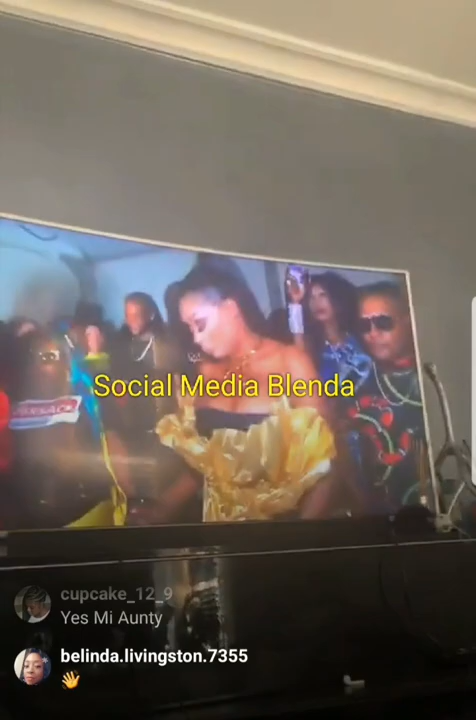 Social Media Blenda
cupcake_12_9
Yes Mi Aunty
belinda.livingston.7355
👋